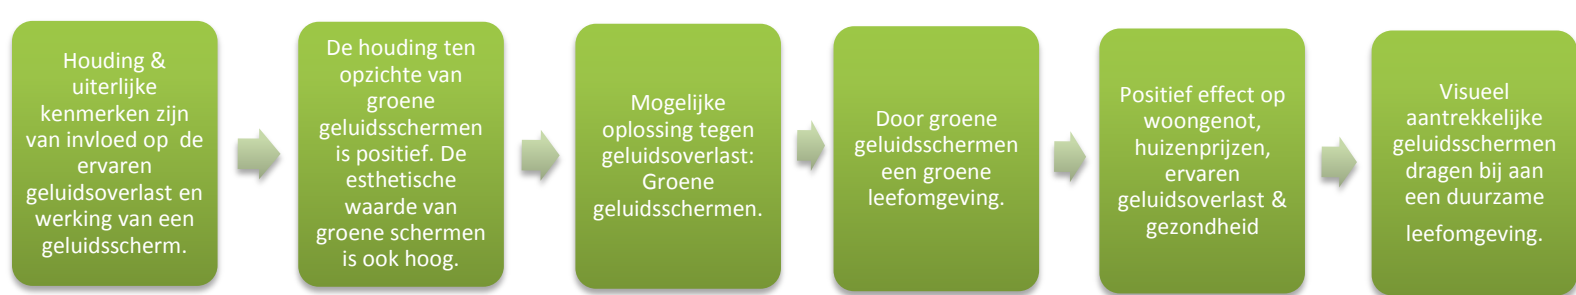 Houding &
uiterlijke
kenmerken zijn
van invloed op de
ervaren
geluidsoverlast en
werking van een
geluidsscherm.
De houding ten
opzichte van
groene
geluidsschermen
is positief. De
esthetische
waarde van
groene schermen
is ook hoog.
Mogelijke
oplossing tegen
geluidsoverlast:
Groene
geluidsschermen.
Door groene
geluidsschermen
een groene
leefomgeving.
Positief effect op
woongenot,
huizenprijzen,
ervaren
geluidsoverlast &
gezondheid
Visueel
aantrekkelijke
geluidsschermen
dragen bij aan
een duurzame
leefomgeving.